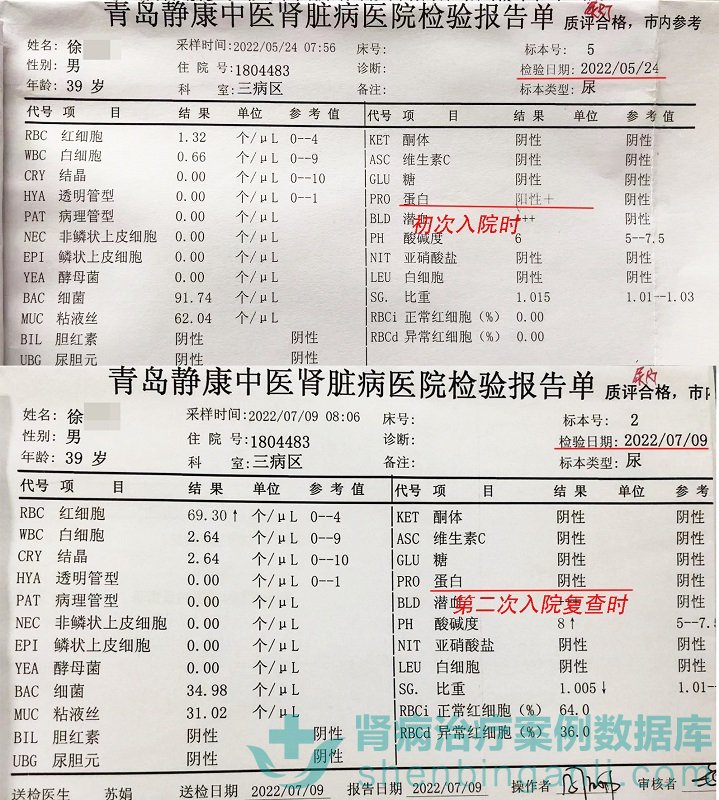 青岛静康中医肾脏病医院检验报告单 质评合格，市内参考
姓名：徐 采样时间：2022/05/24 07:56 床号： 标本号： 5
性别：男 住 院 号：1804483 诊断： 检验日期：2022/05/24
年龄：39 岁 科 室：三病区 备注： 标本类型：尿
代号 项 目 结 果 单位 参 考 值 代号 项 目 结 果 单位 参 考 值
RBC 红细胞 1.32 个/μL 0--4 KET 酮体 阴性 阴性
WBC 白细胞 0.66 个/μL 0--9 ASC 维生素C 阴性 阴性
CRY 结晶 0.00 个/μL 0--10 GLU 糖 阴性 阴性
HYA 透明管型 0.00 个/μL 0--1 PRO 蛋白 阳性+ 阴性
PAT 病理管型 0.00 个/μL BLD 潜血 阴性
初次入院时
NEC 非鳞状上皮细胞 0.00 个/μL PH 酸碱度 6 5--7.5
EPI 鳞状上皮细胞 0.00 个/μL NIT 亚硝酸盐 阴性 阴性
YEA 酵母菌 0.00 个/μL LEU 白细胞 阴性 阴性
BAC 细菌 91.74 个/μL SG. 比重 1.015 1.01--1.03
MUC 粘液丝 62.04 个/μL RBCi 正常红细胞（%） 0.00
BIL 胆红素 阴性 阴性 RBCd 异常红细胞（%） 0.00
UBG 尿胆元 阴性 阴性
青岛静康中医肾脏病医院检验报告单 质评合格，市内
姓名：徐 采样时间：2022/07/09 08:06 床号： 标本号： 2
性别：男 住 院 号：1804483 诊断： 检验日期：2022/07/09
年龄：39 岁 科 室：三病区 备注： 标本类型：尿
代号 项 目 结 果 单位 参 考 值 代号 项 目 结 果 单位 参 考
RBC 红细胞 69.30↑ 个/μL 0--4 KET 酮体 阴性 阴性
WBC 白细胞 2.64 个/μL 0--9 ASC 维生素C 阴性 阴性
CRY 结晶 2.64 个/μL 0--10 GLU 糖 阴性 阴性
HYA 透明管型 0.00 个/μL 0--1 PRO 蛋白 阴性 阴性
PAT 病理管型 0.00 个/μL BLD 潜血 阴性
第二次入院复查时
NEC 非鳞状上皮细胞 0.00 个/μL PH 酸碱度 8↑ 5--7.
EPI 鳞状上皮细胞 0.00 个/μL NIT 亚硝酸盐 阴性 阴性
YEA 酵母菌 0.00 个/μL LEU 白细胞 阴性 阴性
BAC 细菌 34.98 个/μL SG. 比重 1.005↓ 1.01--
MUC 粘液丝 31.02 个/μL RBCi 正常红细胞（%） 64.0
BIL 胆红素 阴性 阴性 RBCd 异常红细胞（%） 36.0
UBG 尿胆元 阴性 阴性
肾病治疗案例数据库
shenbinganli.com
送检医生 苏娟 送检日期 2022/07/09 报告日期 2022/07/09 操作者 审核者